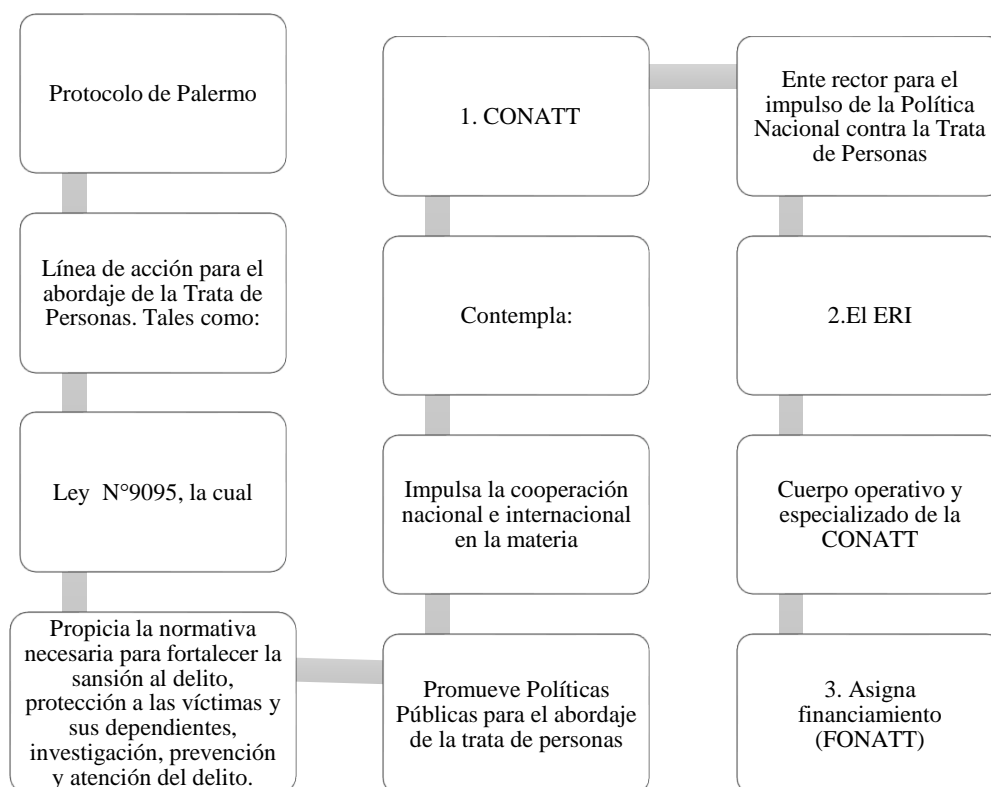 Protocolo de Palermo
Línea de acción para el
abordaje de la Trata de
Personas. Tales como:
Ley N°9095, la cual
Propicia la normativa
necesaria para fortalecer la
sansión al delito,
protección a las víctimas y
sus dependientes,
investigación, prevención
y atención del delito.
Promueve Políticas
Públicas para el abordaje
de la trata de personas
Impulsa la cooperación
nacional e internacional
en la materia
Contempla:
1. CONATT
Ente rector para el
impulso de la Política
Nacional contra la Trata
de Personas
2.El ERI
Cuerpo operativo y
especializado de la
CONATT
3. Asigna
financiamiento
(FONATT)